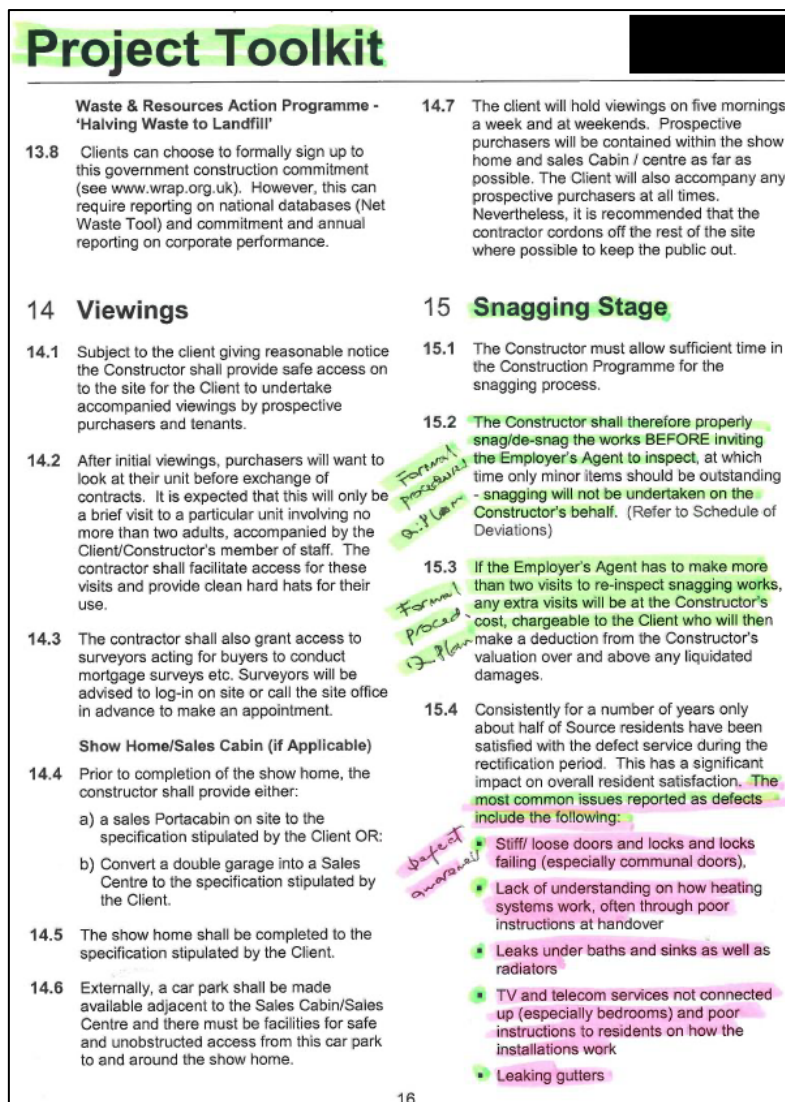 Project Toolkit
Waste & Resources Action Programme -
'Halving Waste to Landfill'
13.8 Clients can choose to formally sign up to
this government construction commitment
(see www.wrap.org.uk). However, this can
require reporting on national databases (Net
Waste Tool) and commitment and annual
reporting on corporate performance.
14 Viewings
14.1 Subject to the client giving reasonable notice
the Constructor shall provide safe access on
to the site for the Client to undertake
accompanied viewings by prospective
purchasers and tenants.
14.2 After initial viewings, purchasers will want to
look at their unit before exchange of
contracts. It is expected that this will only be
a brief visit to a particular unit involving no
more than two adults, accompanied by the
Client/Constructor's member of staff. The
contractor shall facilitate access for these
visits and provide clean hard hats for their
use.
14.3 The contractor shall also grant access to
surveyors acting for buyers to conduct
mortgage surveys etc. Surveyors will be
advised to log-in on site or call the site office
in advance to make an appointment.
Show Home/Sales Cabin (if Applicable)
14.4 Prior to completion of the show home, the
constructor shall provide either:
a) a sales Portacabin on site to the
specification stipulated by the Client OR:
b) Convert a double garage into a Sales
Centre to the specification stipulated by
the Client.
14.5 The show home shall be completed to the
specification stipulated by the Client.
14.6 Externally, a car park shall be made
available adjacent to the Sales Cabin/Sales
Centre and there must be facilities for safe
and unobstructed access from this car park
to and around the show home.
14.7 The client will hold viewings on five mornings
a week and at weekends. Prospective
purchasers will be contained within the show
home and sales Cabin / centre as far as
possible. The Client will also accompany any
prospective purchasers at all times.
Nevertheless, it is recommended that the
contractor cordons off the rest of the site
where possible to keep the public out.
15 Snagging Stage
15.1 The Constructor must allow sufficient time in
the Construction Programme for the
snagging process.
15.2 The Constructor shall therefore properly
snag/de-snag the works BEFORE inviting
the Employer's Agent to inspect, at which
time only minor items should be outstanding
- snagging will not be undertaken on the
Constructor's behalf. (Refer to Schedule of
Deviations)
Formal
Q.Plan
15.3 If the Employer's Agent has to make more
than two visits to re-inspect snagging works,
any extra visits will be at the Constructor's
cost, chargeable to the Client who will then
make a deduction from the Constructor's
valuation over and above any liquidated
damages.
Formal
proced.
Q.Plan
15.4 Consistently for a number of years only
about half of Source residents have been
satisfied with the defect service during the
rectification period. This has a significant
impact on overall resident satisfaction. The
most common issues reported as defects
include the following:
Defect
awareness
▪ Stiff/ loose doors and locks and locks
failing (especially communal doors),
▪ Lack of understanding on how heating
systems work, often through poor
instructions at handover
▪ Leaks under baths and sinks as well as
radiators
▪ TV and telecom services not connected
up (especially bedrooms) and poor
instructions to residents on how the
installations work
▪ Leaking gutters
16